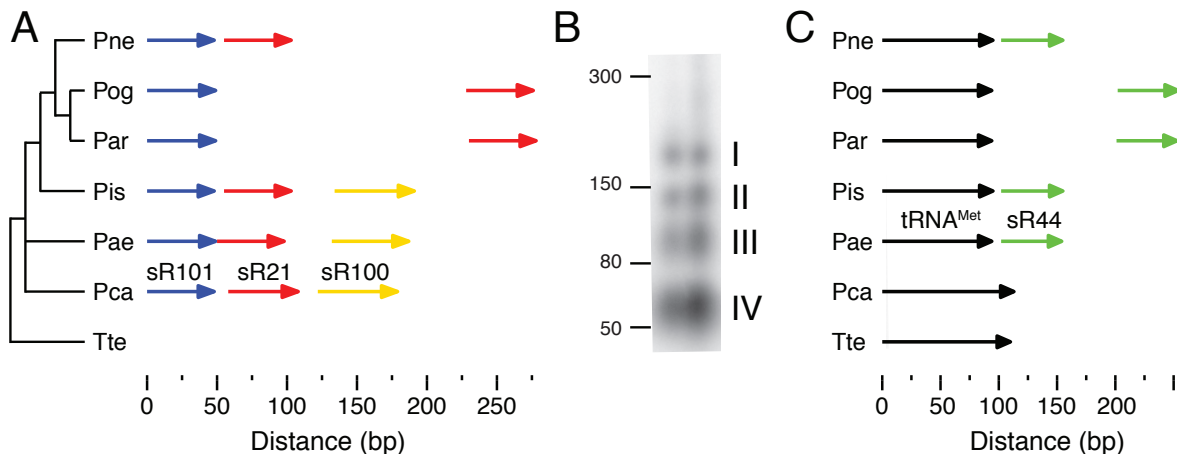 A
Pne
Pog
Par
Pis
Pae
sR101 sR21 sR100
Pca
Tte
0 50 100 150 200 250
Distance (bp)
B
300
150
80
50
I
II
III
IV
C
Pne
Pog
Par
Pis
tRNAMet sR44
Pae
Pca
Tte
0 50 100 150 200
Distance (bp)